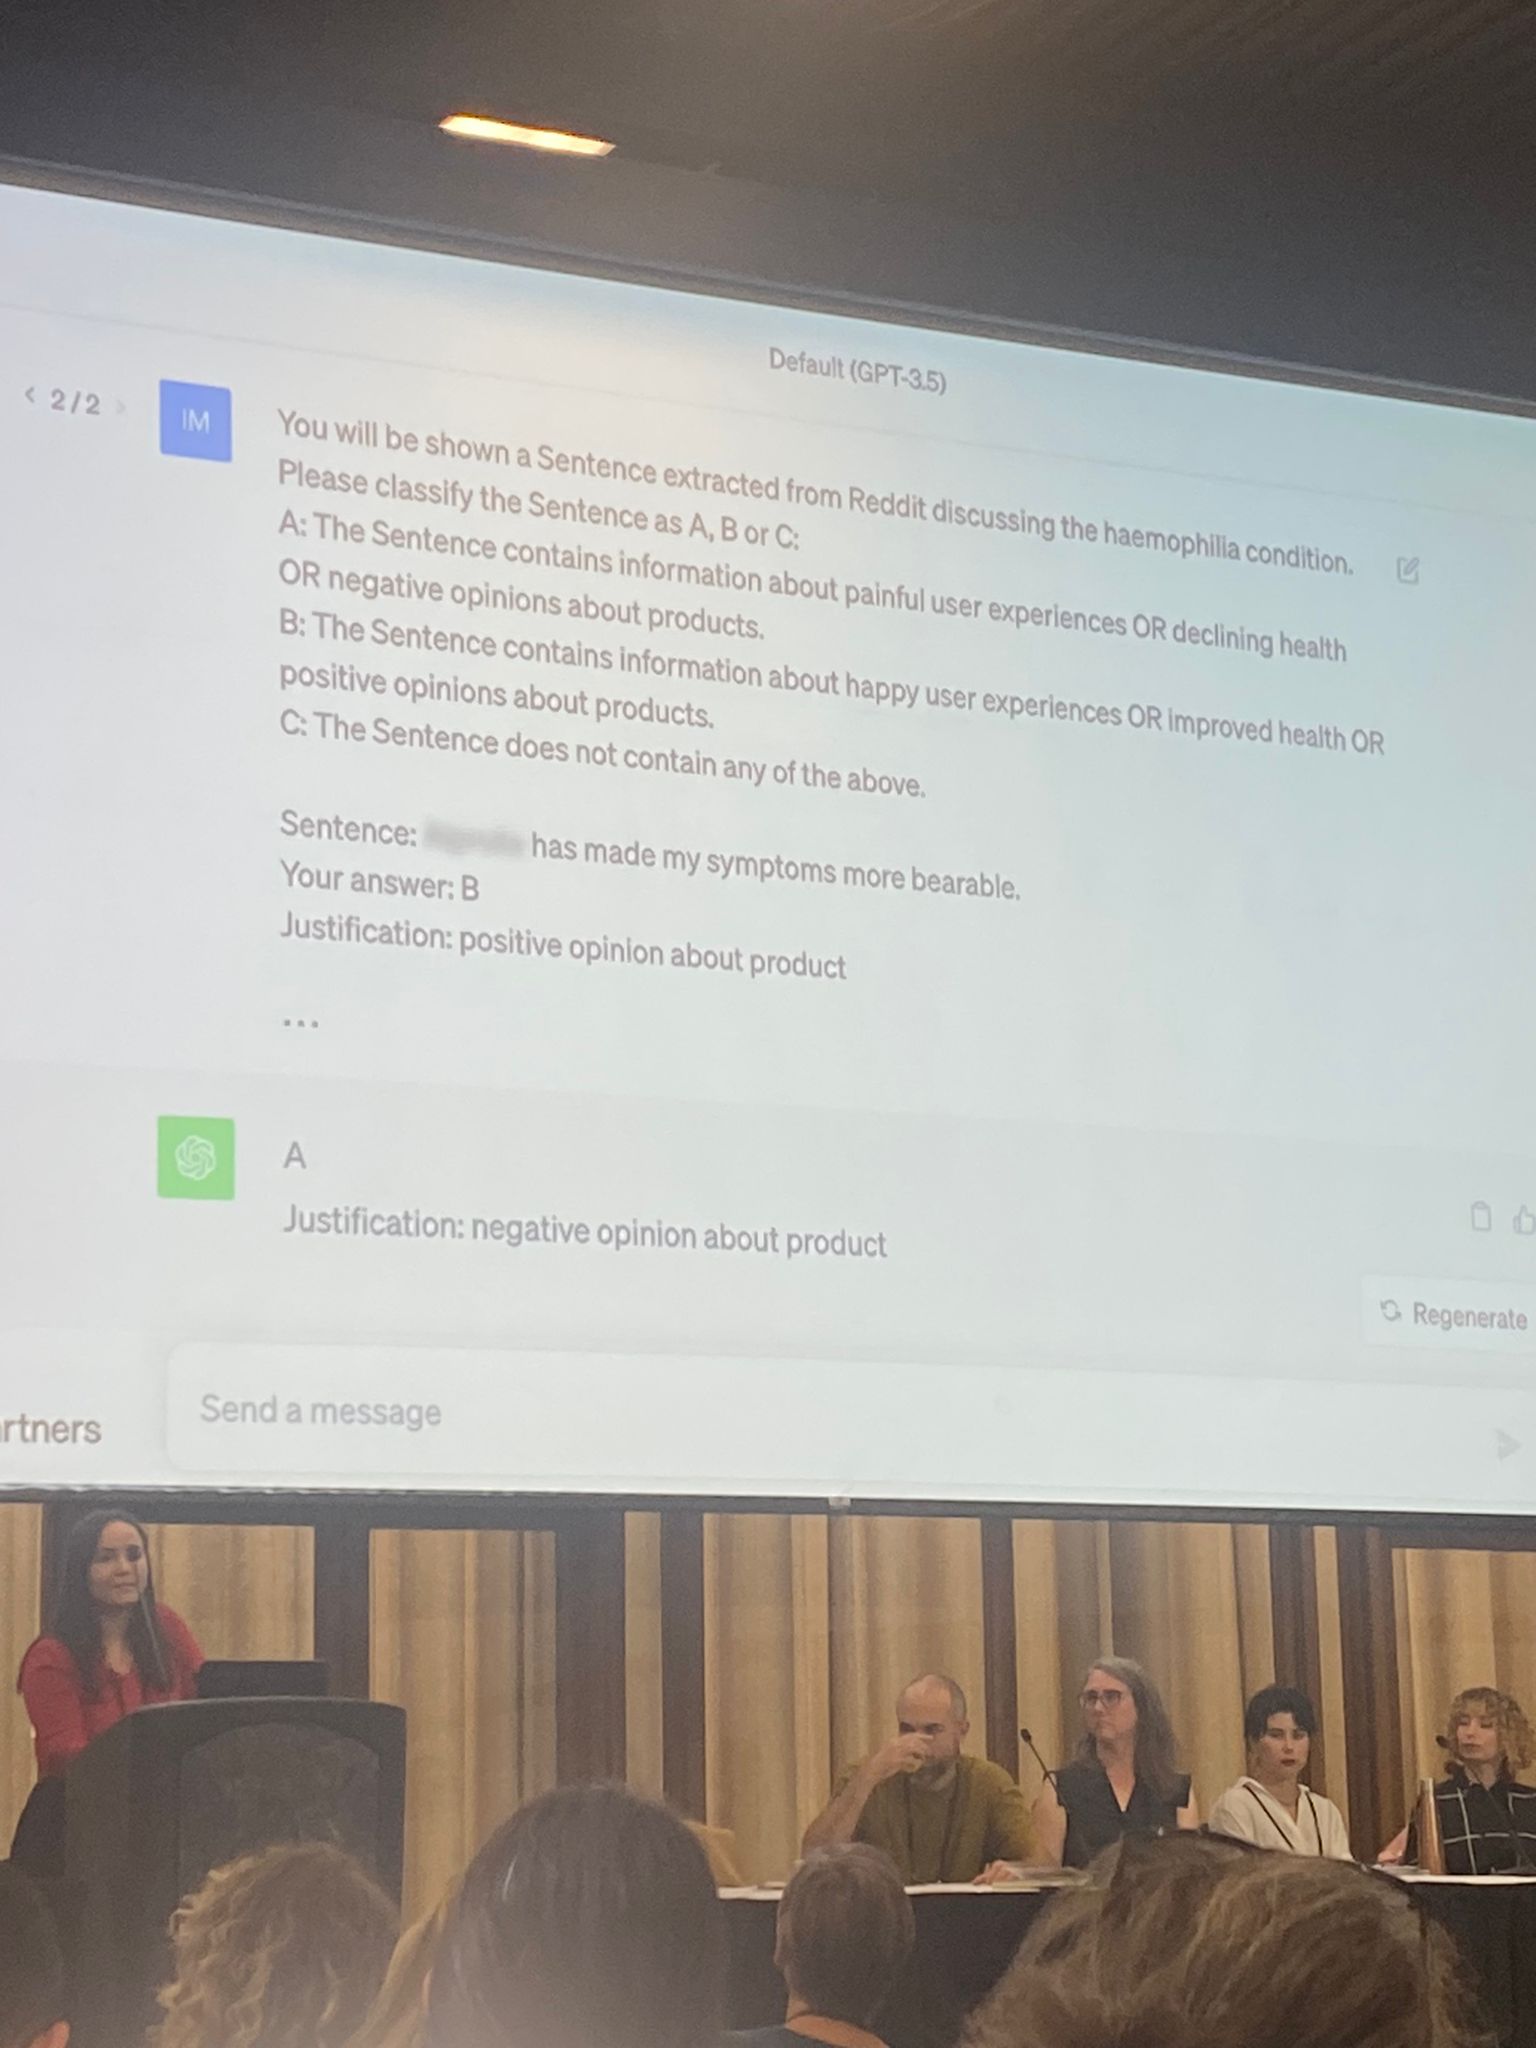 Default (GPT-3.5)
< 2/2 >
IM
You will be shown a Sentence extracted from Reddit discussing the haemophilia condition.
Please classify the Sentence as A, B or C:
A: The Sentence contains information about painful user experiences OR declining health
OR negative opinions about products.
B: The Sentence contains information about happy user experiences OR improved health OR
positive opinions about products.
C: The Sentence does not contain any of the above.
Sentence: has made my symptoms more bearable.
Your answer: B
Justification: positive opinion about product
...
A
Justification: negative opinion about product
Regenerate
Send a message
rtners